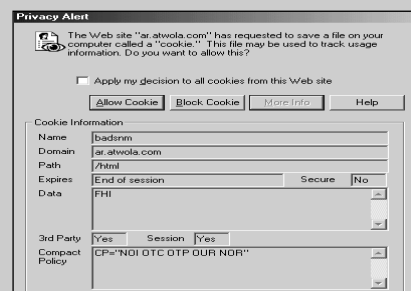 Privacy Alert
The Web site "ar.atwola.com" has requested to save a file on your
computer called a "cookie." This file may be used to track usage
information. Do you want to allow this?
Apply my decision to all cookies from this Web site
Allow Cookie Block Cookie More Info Help
Cookie Information
Name badsnm
Domain ar.atwola.com
Path /html
Expires End of session Secure No
Data FHI
3rd Party Yes Session Yes
Compact CP="NOI OTC OTP OUR NOR"
Policy